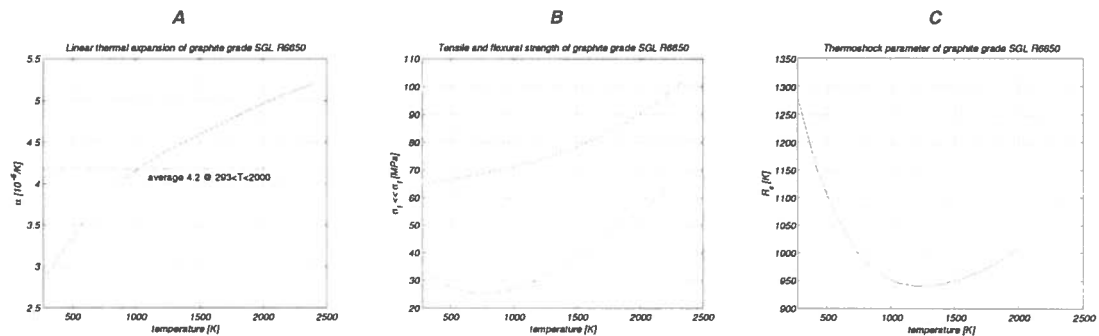 A
Linear thermal expansion of graphite grade SGL R6650
5.5
5
4.5
4
3.5
3
2.5
α [10⁻⁶/K]
average 4.2 @ 293<T<2000
500 1000 1500 2000 2500
temperature [K]
B
Tensile and flexural strength of graphite grade SGL R6650
110
100
90
80
70
60
50
40
30
20
[MPa]
500 1000 1500 2000 2500
temperature [K]
C
Thermoshock parameter of graphite grade SGL R6650
1350
1300
1250
1200
1150
1100
1050
1000
950
900
[K]
500 1000 1500 2000 2500
temperature [K]